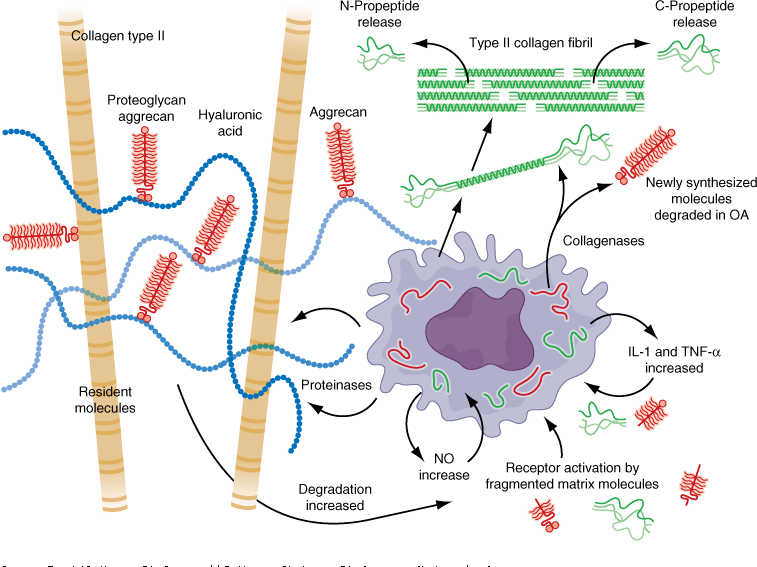 N-Propeptide
release
C-Propeptide
release
Collagen type II
Type II collagen fibril
Proteoglycan
aggrecan
Hyaluronic
acid
Aggrecan
Newly synthesized
molecules
degraded in OA
Collagenases
IL-1 and TNF-α
increased
Proteinases
Resident
molecules
NO
increase
Receptor activation by
fragmented matrix molecules
Degradation
increased